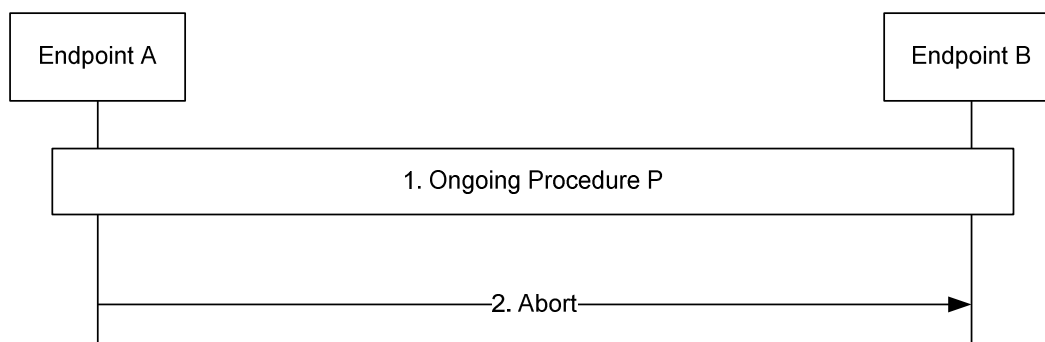 Endpoint A
Endpoint B
1. Ongoing Procedure P
2. Abort